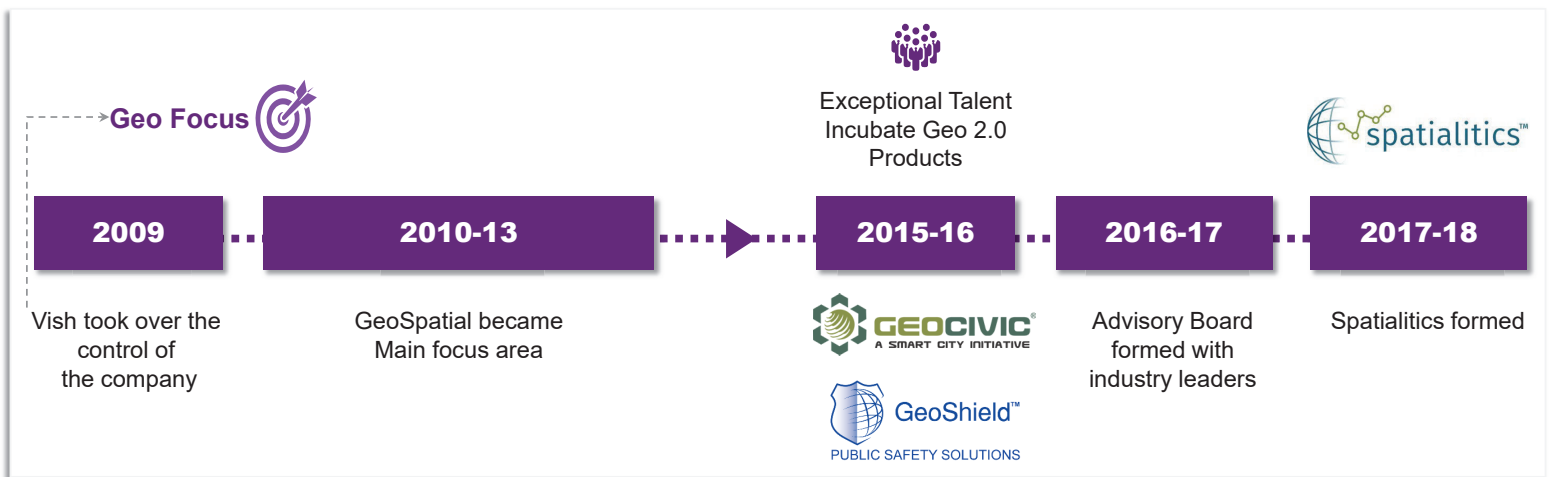 Exceptional Talent
Incubate Geo 2.0
Products
Geo Focus
spatialitics™
2009
2010-13
2015-16
2016-17
2017-18
Vish took over the
control of
the company
GeoSpatial became
Main focus area
GEOCIVIC®
A SMART CITY INITIATIVE
GeoShield™
PUBLIC SAFETY SOLUTIONS
Advisory Board
formed with
industry leaders
Spatialitics formed